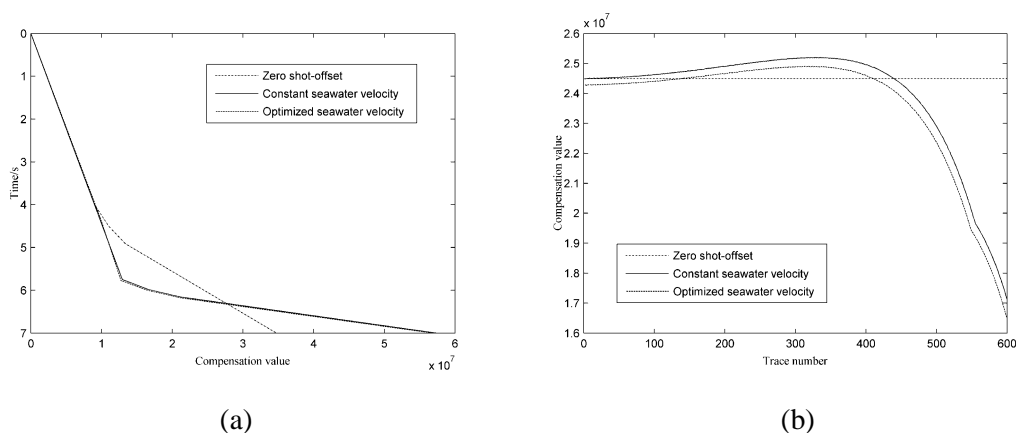 0
1
2
3
4
5
6
7
Time/s
Zero shot-offset
Constant seawater velocity
Optimized seawater velocity
0 1 2 3 4 5 6
Compensation value
x 10^7
(a)
x 10^7
2.6
2.5
2.4
2.3
2.2
2.1
2
1.9
1.8
1.7
1.6
Compensation value
Zero shot-offset
Constant seawater velocity
Optimized seawater velocity
0 100 200 300 400 500 600
Trace number
(b)